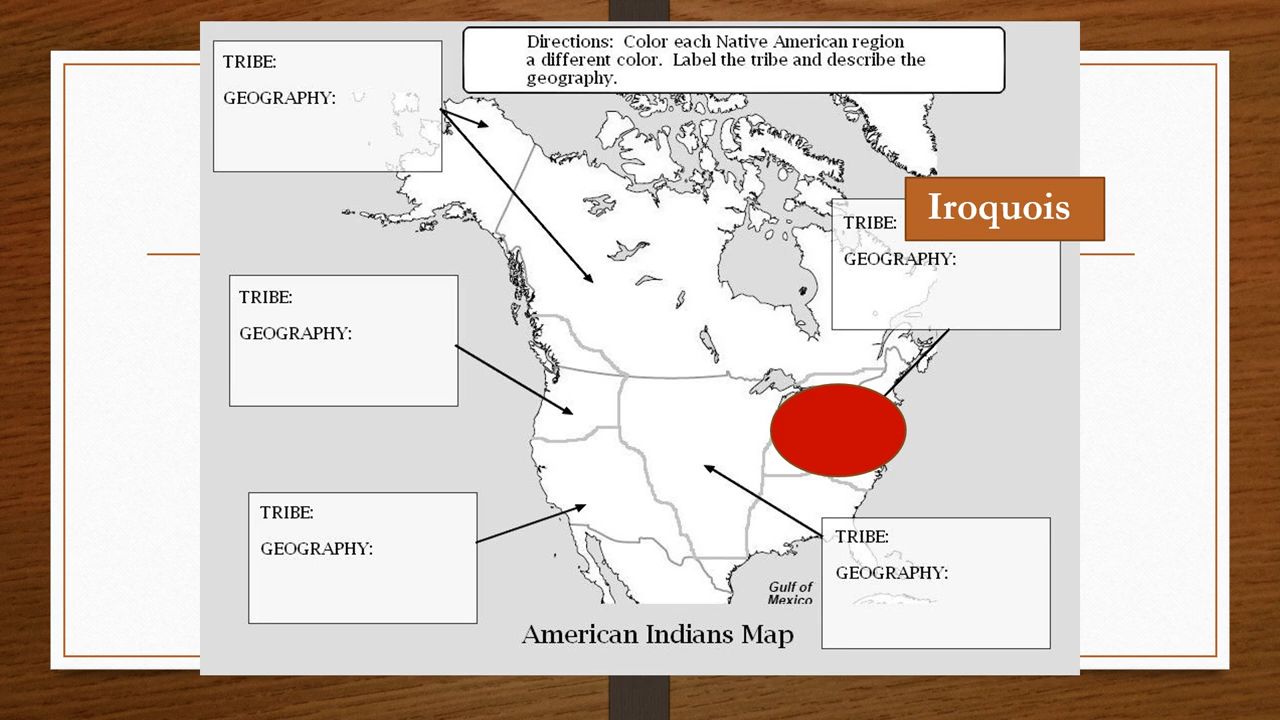 Directions:  Color each Native American region
a different color.  Label the tribe and describe the
geography.
TRIBE:
GEOGRAPHY:
Iroquois
TRIBE:
GEOGRAPHY:
TRIBE:
GEOGRAPHY:
TRIBE:
GEOGRAPHY:
TRIBE:
GEOGRAPHY:
Gulf of
Mexico
American Indians Map